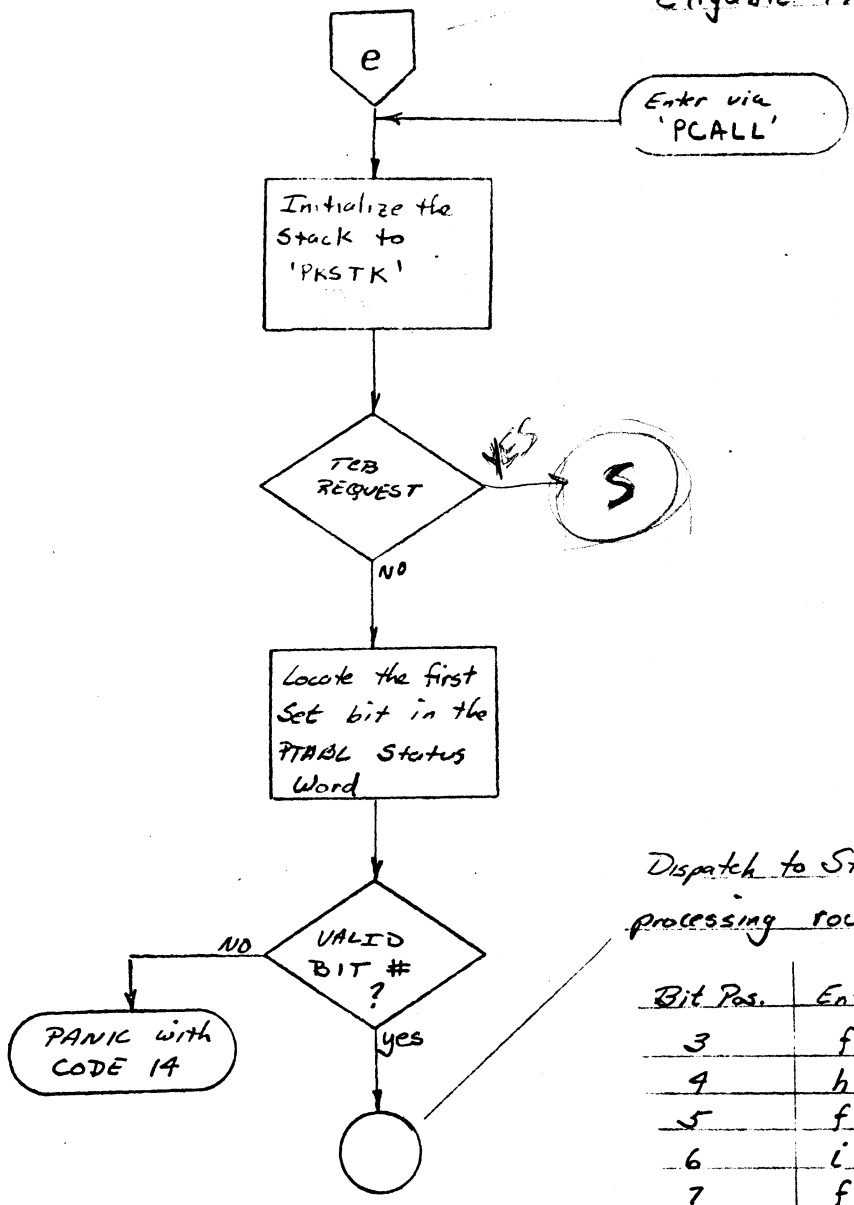 e
Enter via
'PCALL'
Initialize the
Stack to
'PKSTK'
TCB
REQUEST
YES
S
NO
Locate the first
Set bit in the
PTABL Status
Word
VALID
BIT #
?
NO
yes
PANIC with
CODE 14
Dispatch to
processing
Bit Pos.
3 f
4 h
5 f
6 i
7 f